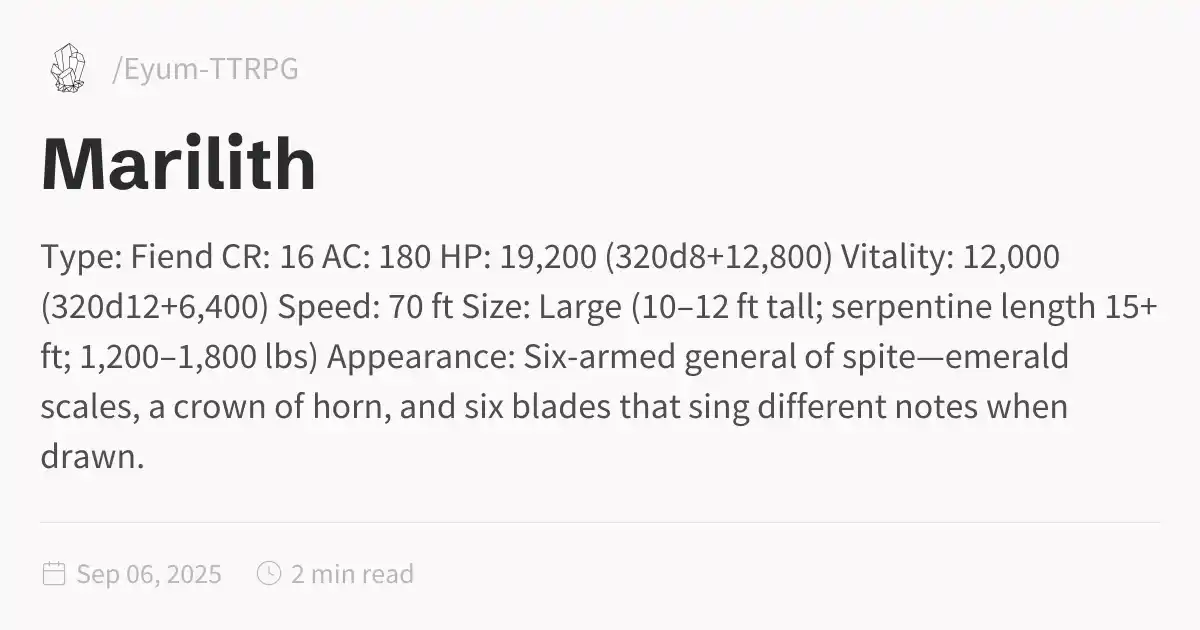 /Eyum-TTRPG
Marilith
Type: Fiend CR: 16 AC: 180 HP: 19,200 (320d8+12,800) Vitality: 12,000
(320d12+6,400) Speed: 70 ft Size: Large (10–12 ft tall; serpentine length 15+
ft; 1,200–1,800 lbs) Appearance: Six-armed general of spite—emerald
scales, a crown of horn, and six blades that sing different notes when
drawn.
Sep 06, 2025 2 min read